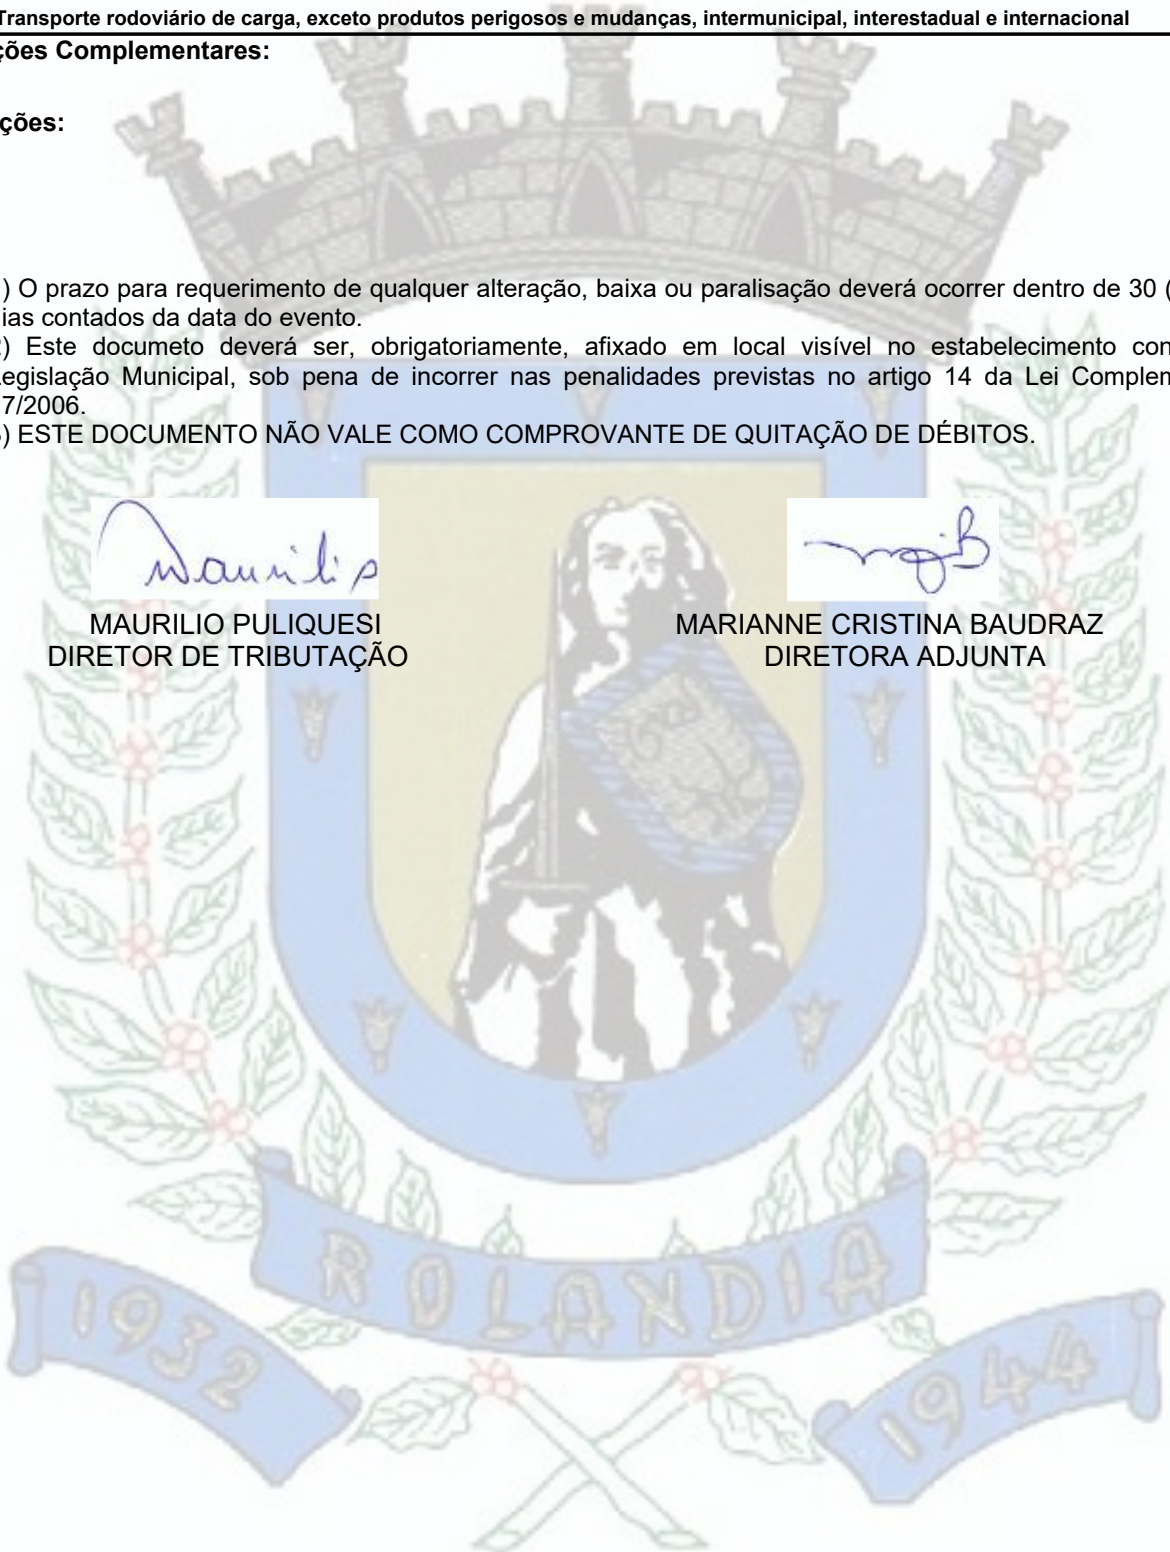 Transporte rodoviário de carga, exceto produtos perigosos e mudanças, intermunicipal, interestadual e internacional
ções Complementares:
ções:
) O prazo para requerimento de qualquer alteração, baixa ou paralisação deverá ocorrer dentro de 30 (
ias contados da data do evento.
2) Este documeto deverá ser, obrigatoriamente, afixado em local visível no estabelecimento con
Legislação Municipal, sob pena de incorrer nas penalidades previstas no artigo 14 da Lei Complem
7/2006.
3) ESTE DOCUMENTO NÃO VALE COMO COMPROVANTE DE QUITAÇÃO DE DÉBITOS.
Maurilio
MAURILIO PULIQUESI
DIRETOR DE TRIBUTAÇÃO
MARIANNE CRISTINA BAUDRAZ
DIRETORA ADJUNTA
ROLANDIA
1932
1944